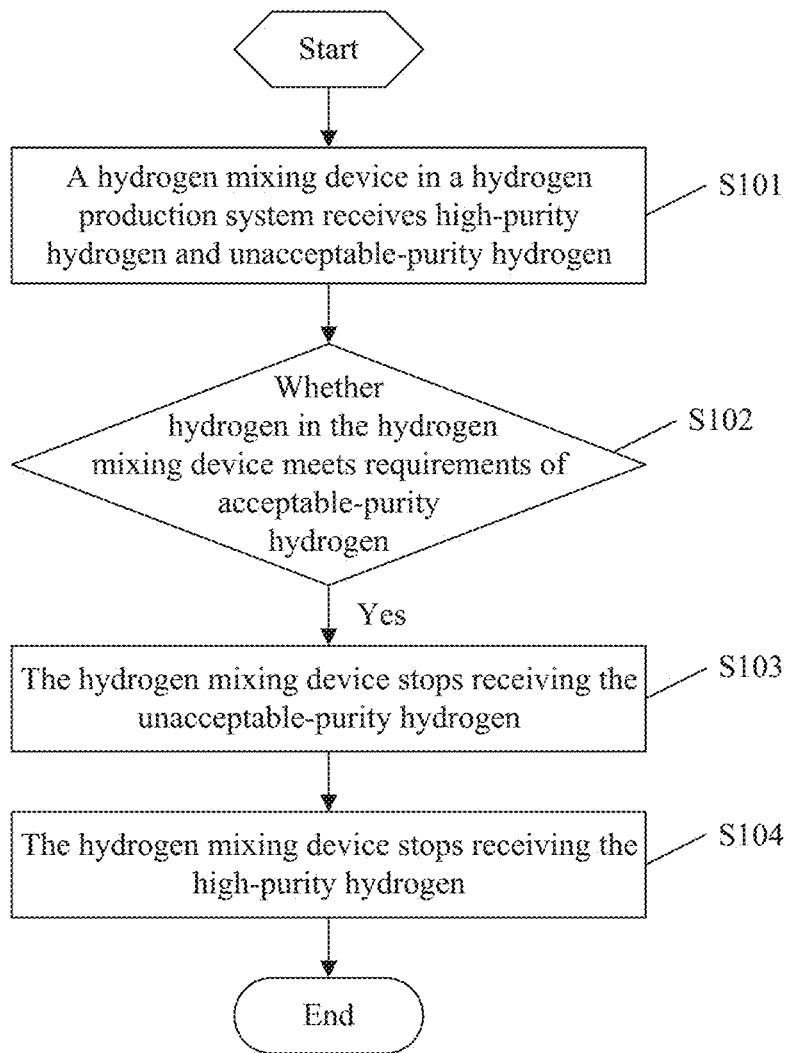 Start
A hydrogen mixing device in a hydrogen
production system receives high-purity
hydrogen and unacceptable-purity hydrogen
S101
Whether
hydrogen in the hydrogen
mixing device meets requirements of
acceptable-purity
hydrogen
S102
Yes
The hydrogen mixing device stops receiving the
unacceptable-purity hydrogen
S103
The hydrogen mixing device stops receiving the
high-purity hydrogen
S104
End